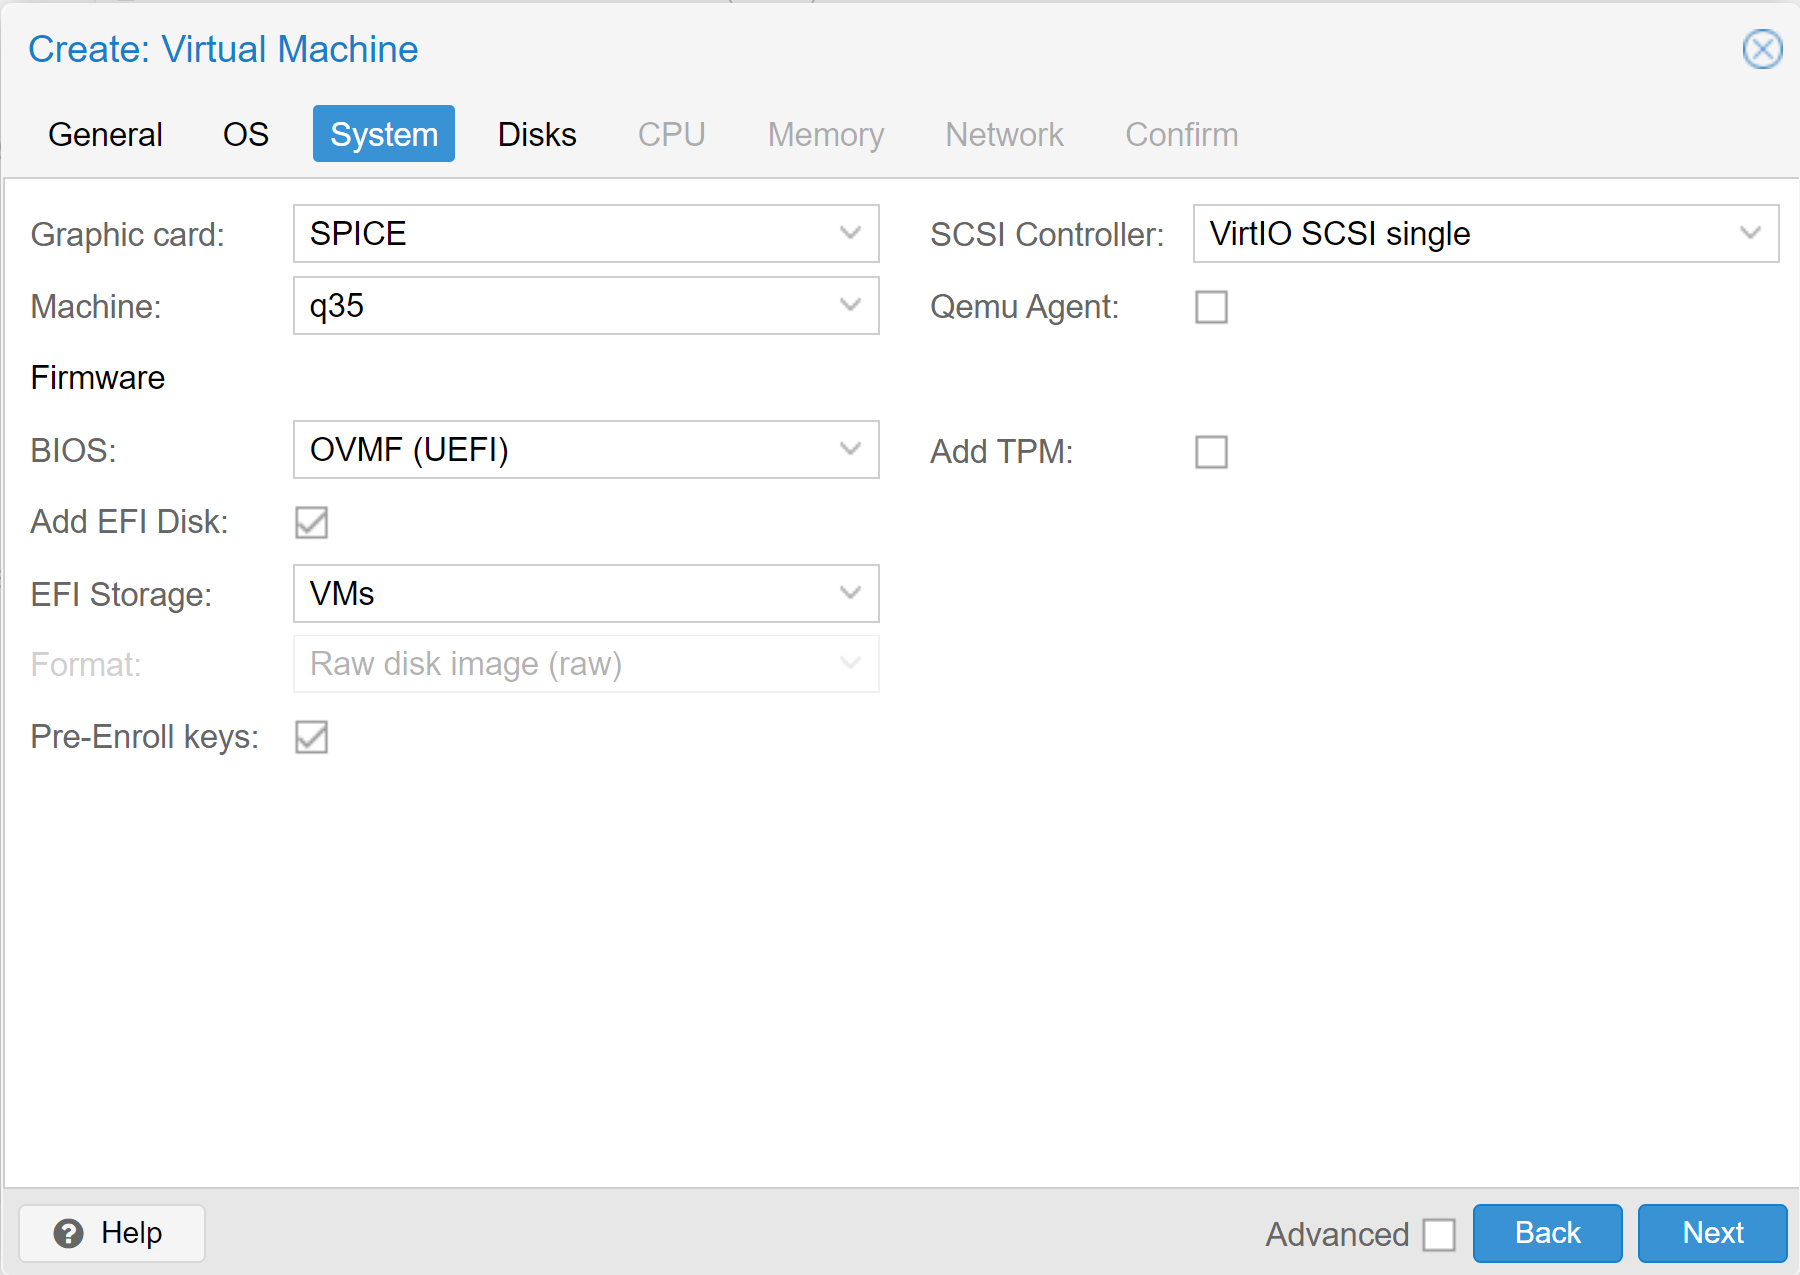 Create: Virtual Machine
General OS System Disks CPU Memory Network Confirm
Graphic card: SPICE SCSI Controller: VirtIO SCSI single
Machine: q35 Qemu Agent:
Firmware
BIOS: OVMF (UEFI) Add TPM:
Add EFI Disk:
EFI Storage: VMs
Format: Raw disk image (raw)
Pre-Enroll keys:
Help Advanced Back Next